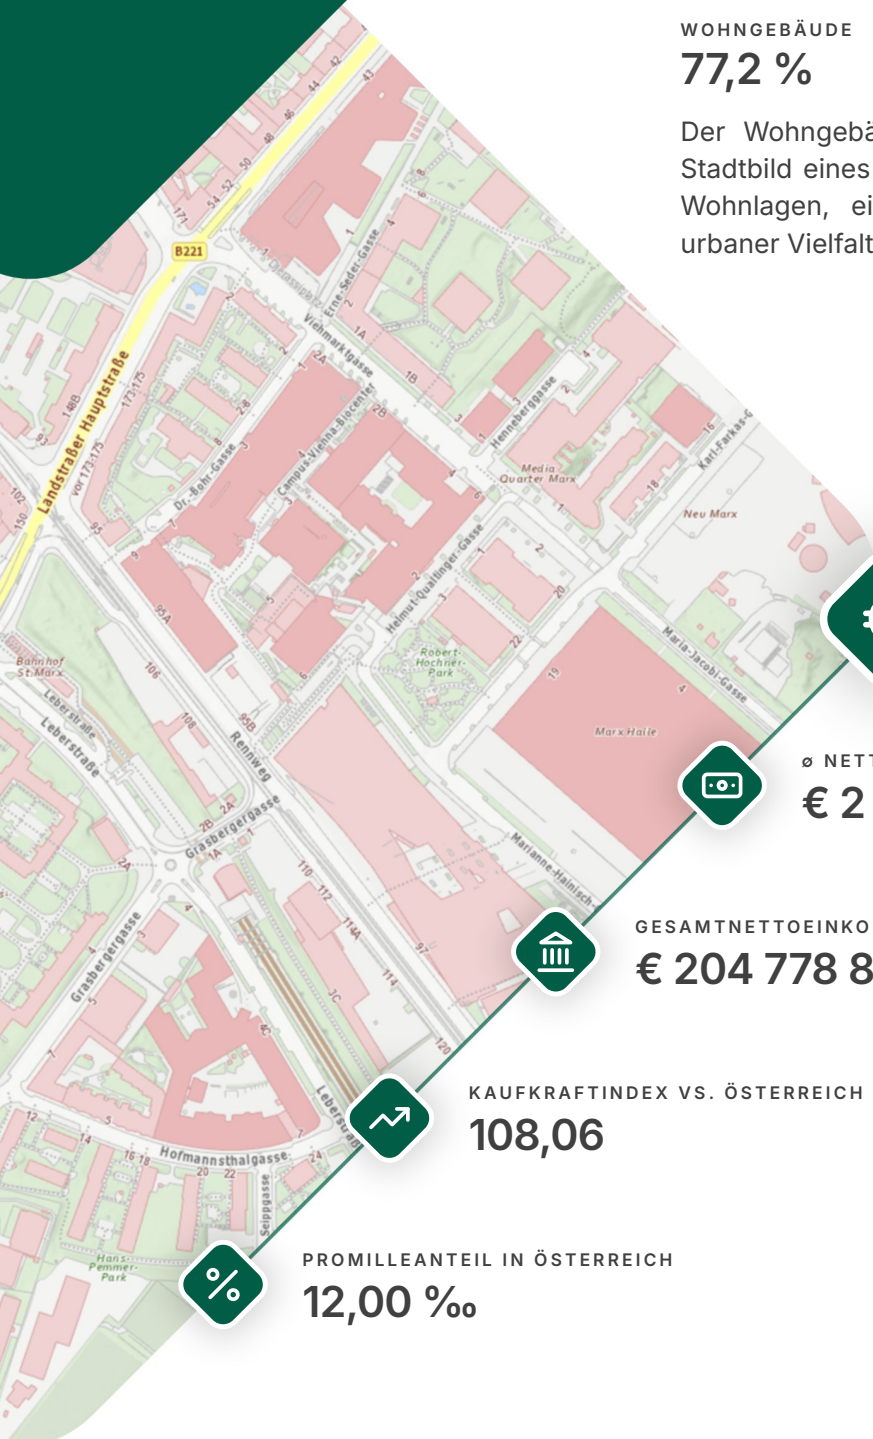 WOHNGEBÄUDE
77,2 %
Der Wohngebä
Stadtbild eines
Wohnlagen, ei
urbaner Vielfalt
B221
Landstraßer Hauptstraße
Viehmarktgasse
Erne-Seder-Gasse
Henneberggasse
Dr.-Bohr-Gasse
Campus-Vienna-Biocenter
Media
Quarter Marx
Karl-Farkas-G
Neu Marx
Helmut-Qualtinger-Gasse
Robert-
Hochner-
Park
Maria-Jacobi-Gasse
Marx Halle
Bahnhof
St.Marx
Leberstraße
Leberstraße
Rennweg
Grasbergergasse
Grasbergergasse
Marianne-Hainisch-
Leberstraß
Hofmannsthalgasse
Seippgasse
Hans-
Pemmer-
Park
ø NETT
€ 2
GESAMTNETTOEINKO
€ 204 778 8
KAUFKRAFTINDEX VS. ÖSTERREICH
108,06
PROMILLEANTEIL IN ÖSTERREICH
12,00 ‰